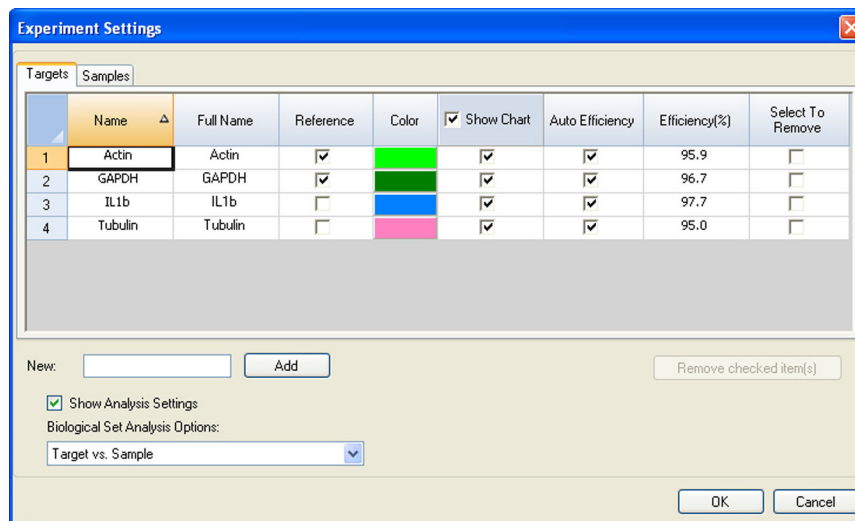 Experiment Settings
Targets Samples
Name Full Name Reference Color Show Chart Auto Efficiency Efficiency(%) Select To Remove
1 Actin Actin 95.9
2 GAPDH GAPDH 96.7
3 IL1b IL1b 97.7
4 Tubulin Tubulin 95.0
New: Add Remove checked item(s)
Show Analysis Settings
Biological Set Analysis Options:
Target vs. Sample
OK Cancel